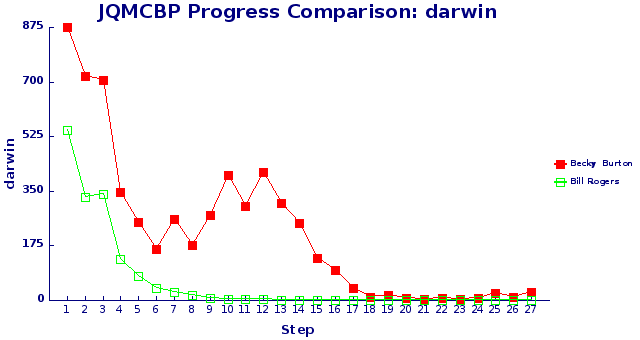 JQMCBP Progress Comparison: darwin
875
700
525
350
175
0
darwin
1 2 3 4 5 6 7 8 9 10 11 12 13 14 15 16 17 18 19 20 21 22 23 24 25 26 27
Step
Becky Burton
Bill Rogers